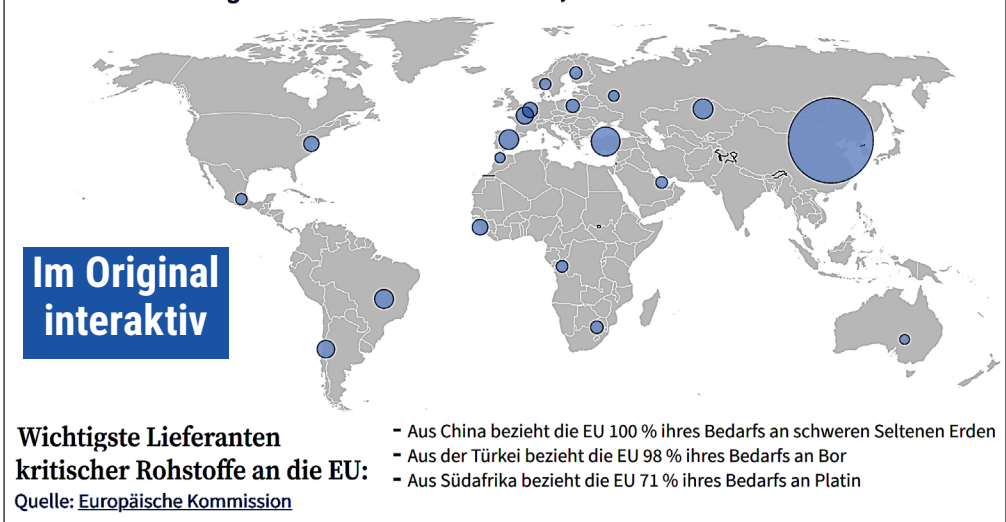 Im Original
interaktiv
Wichtigste Lieferanten
kritischer Rohstoffe an die EU:
Quelle: Europäische Kommission
- Aus China bezieht die EU 100 % ihres Bedarfs an schweren Seltenen Erden
- Aus der Türkei bezieht die EU 98 % ihres Bedarfs an Bor
- Aus Südafrika bezieht die EU 71 % ihres Bedarfs an Platin